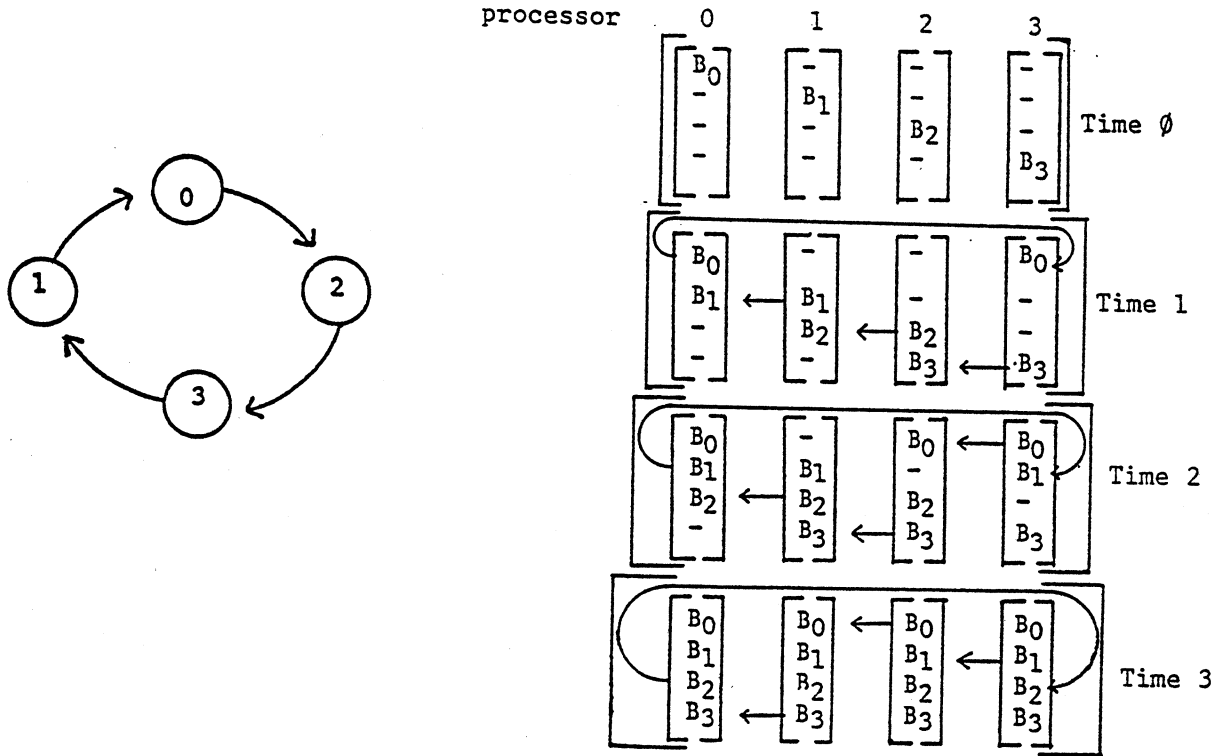 processor 0 1 2 3
B0 - - -
- B1 - -
- - B2 -
- - - B3
Time Ø
0
1
2
3
B0 - - B0
B1 B1 - -
- B2 B2 -
- - B3 B3
Time 1
B0 - B0 B0
B1 B1 - B1
B2 B2 B2 -
- B3 B3 B3
Time 2
B0 B0 B0 B0
B1 B1 B1 B1
B2 B2 B2 B2
B3 B3 B3 B3
Time 3